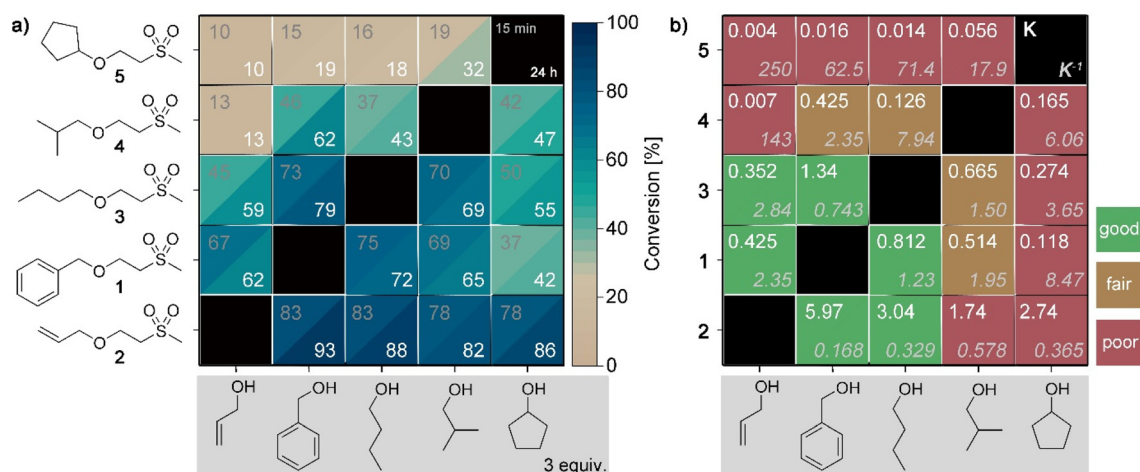 a)
O O
S
O
5
10 15 16 19 15 min
10 19 18 32 24 h
O O
S
O
4
13 46 37 42
13 62 43 47
O O
S
O
3
45 73 70 50
59 79 69 55
O O
S
O
1
67 75 69 37
62 72 65 42
O O
S
O
2
83 83 78 78
93 88 82 86
OH OH OH OH OH
3 equiv.
100
80
60
40
20
0
Conversion [%]
b)
5
0.004 0.016 0.014 0.056 K
250 62.5 71.4 17.9 K-1
4
0.007 0.425 0.126 0.165
143 2.35 7.94 6.06
3
0.352 1.34 0.665 0.274
2.84 0.743 1.50 3.65
1
0.425 0.812 0.514 0.118
2.35 1.23 1.95 8.47
2
5.97 3.04 1.74 2.74
0.168 0.329 0.578 0.365
OH OH OH OH OH
good
fair
poor